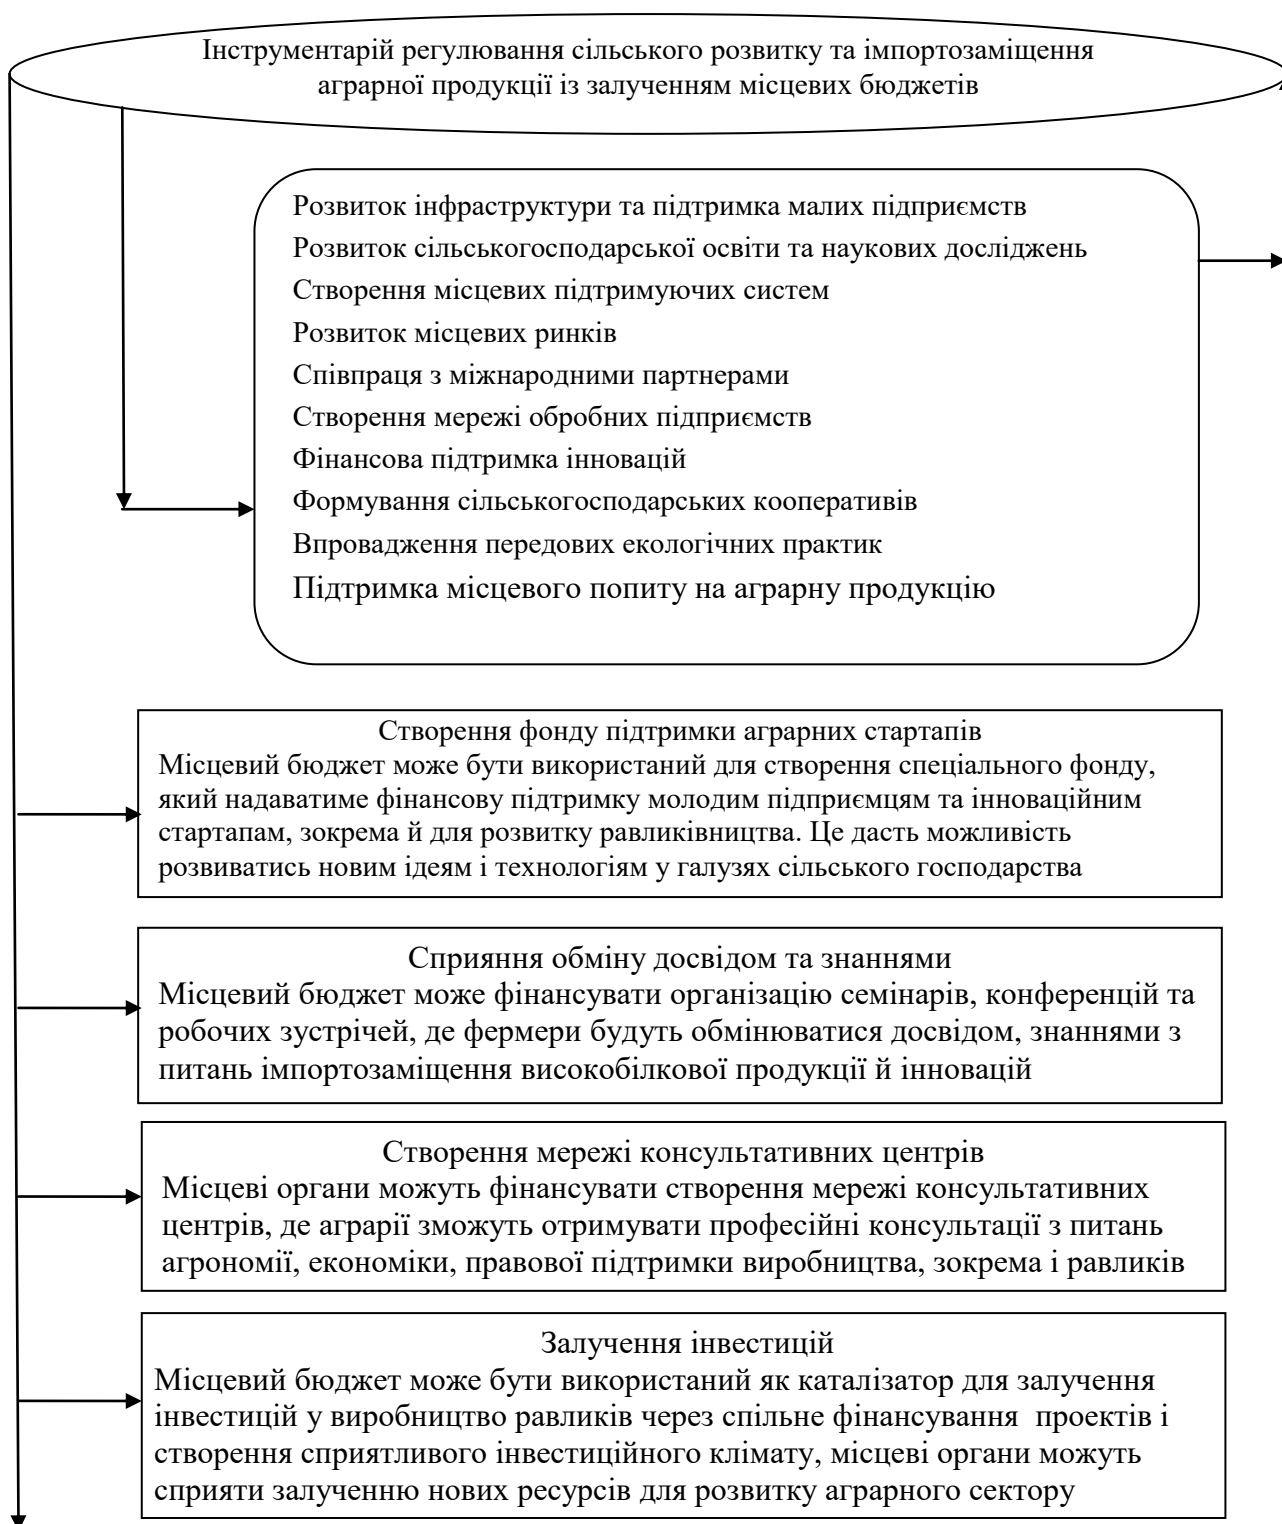 Інструментарій регулювання сільського розвитку та імпортозаміщення
аграрної продукції із залученням місцевих бюджетів
Розвиток інфраструктури та підтримка малих підприємств
Розвиток сільськогосподарської освіти та наукових досліджень
Створення місцевих підтримуючих систем
Розвиток місцевих ринків
Співпраця з міжнародними партнерами
Створення мережі обробних підприємств
Фінансова підтримка інновацій
Формування сільськогосподарських кооперативів
Впровадження передових екологічних практик
Підтримка місцевого попиту на аграрну продукцію
Створення фонду підтримки аграрних стартапів
Місцевий бюджет може бути використаний для створення спеціального фонду,
який надаватиме фінансову підтримку молодим підприємцям та інноваційним
стартапам, зокрема й для розвитку равликівництва. Це дасть можливість
розвиватись новим ідеям і технологіям у галузях сільського господарства
Сприяння обміну досвідом та знаннями
Місцевий бюджет може фінансувати організацію семінарів, конференцій та
робочих зустрічей, де фермери будуть обмінюватися досвідом, знаннями з
питань імпортозаміщення високобілкової продукції й інновацій
Створення мережі консультативних центрів
Місцеві органи можуть фінансувати створення мережі консультативних
центрів, де аграрії зможуть отримувати професійні консультації з питань
агрономії, економіки, правової підтримки виробництва, зокрема і равликів
Залучення інвестицій
Місцевий бюджет може бути використаний як каталізатор для залучення
інвестицій у виробництво равликів через спільне фінансування проектів і
створення сприятливого інвестиційного клімату, місцеві органи можуть
сприяти залученню нових ресурсів для розвитку аграрного сектору